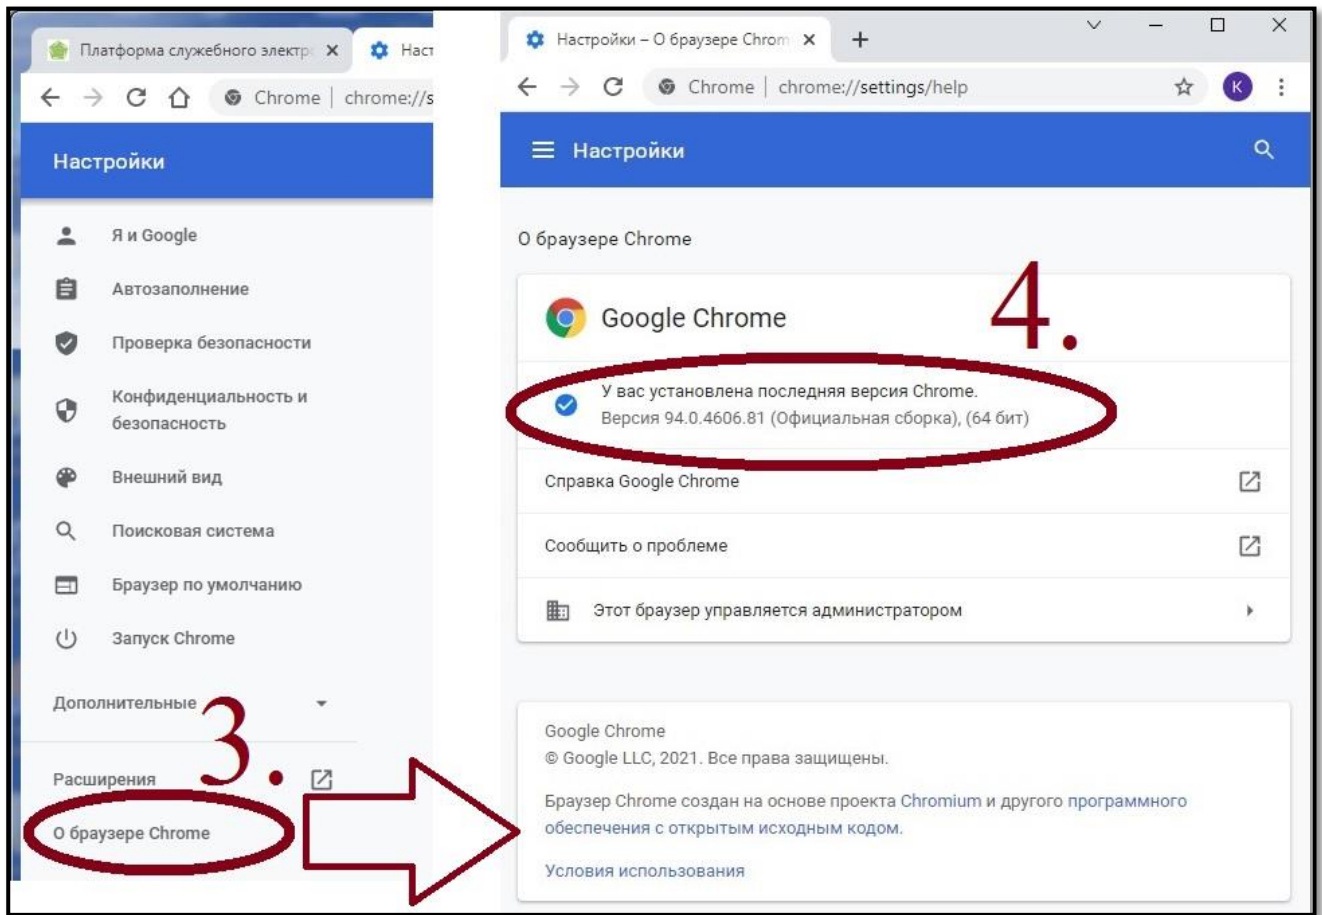 Платформа служебного электр
Наст
Chrome | chrome://s
Настройки
Я и Google
Автозаполнение
Проверка безопасности
Конфиденциальность и
безопасность
Внешний вид
Поисковая система
Браузер по умолчанию
Запуск Chrome
Дополнительные
3.
Расширения
О браузере Chrome
Настройки – О браузере Chrom
Chrome | chrome://settings/help
K
Настройки
О браузере Chrome
4.
Google Chrome
У вас установлена последняя версия Chrome.
Версия 94.0.4606.81 (Официальная сборка), (64 бит)
Справка Google Chrome
Сообщить о проблеме
Этот браузер управляется администратором
Google Chrome
© Google LLC, 2021. Все права защищены.
Браузер Chrome создан на основе проекта Chromium и другого программного
обеспечения с открытым исходным кодом.
Условия использования